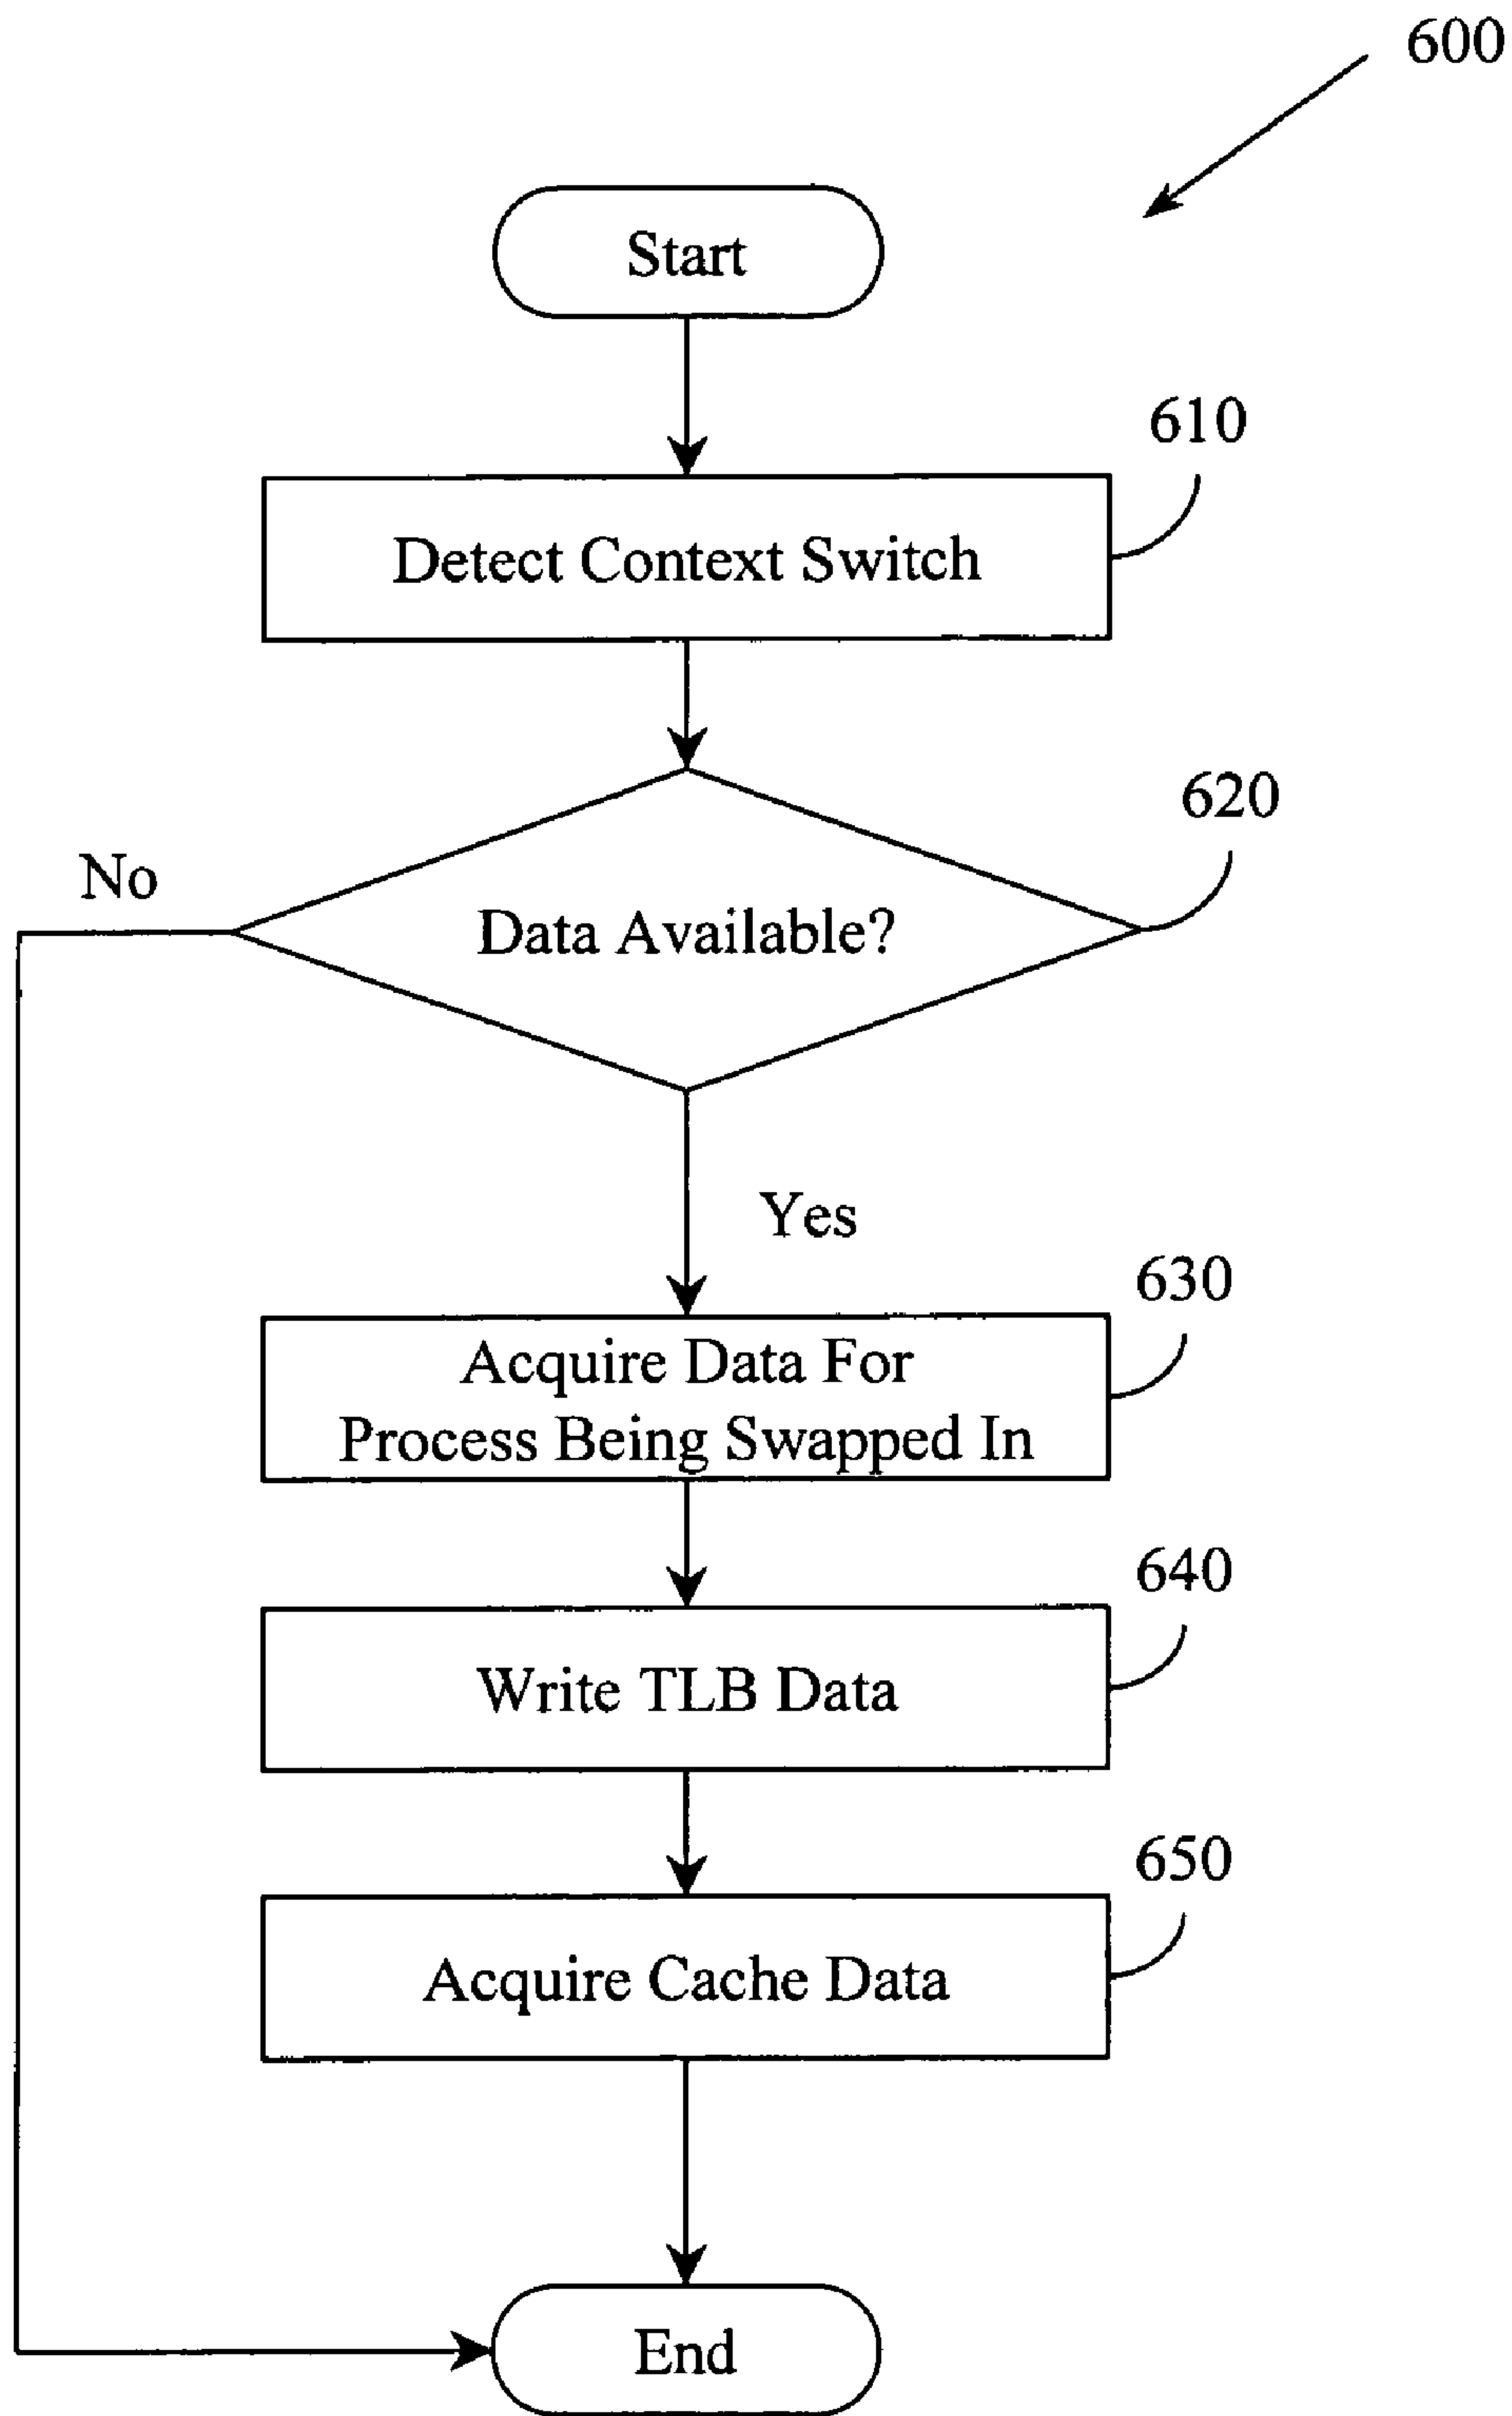 600
Start
610
Detect Context Switch
620
No
Data Available?
Yes
630
Acquire Data For
Process Being Swapped In
640
Write TLB Data
650
Acquire Cache Data
End